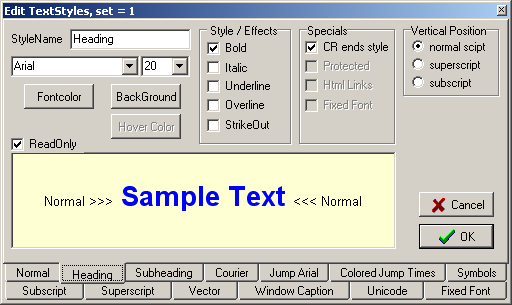 Edit TextStyles, set = 1
StyleName Heading
Arial 20
Fontcolor BackGround
Hover Color
ReadOnly
Style / Effects
Bold
Italic
Underline
Overline
StrikeOut
Specials
CR ends style
Protected
Html Links
Fixed Font
Vertical Position
normal scipt
superscript
subscript
Normal >>> Sample Text <<< Normal
Cancel
OK
Normal Heading Subheading Courier Jump Arial Colored Jump Times Symbols
Subscript Superscript Vector Window Caption Unicode Fixed Font